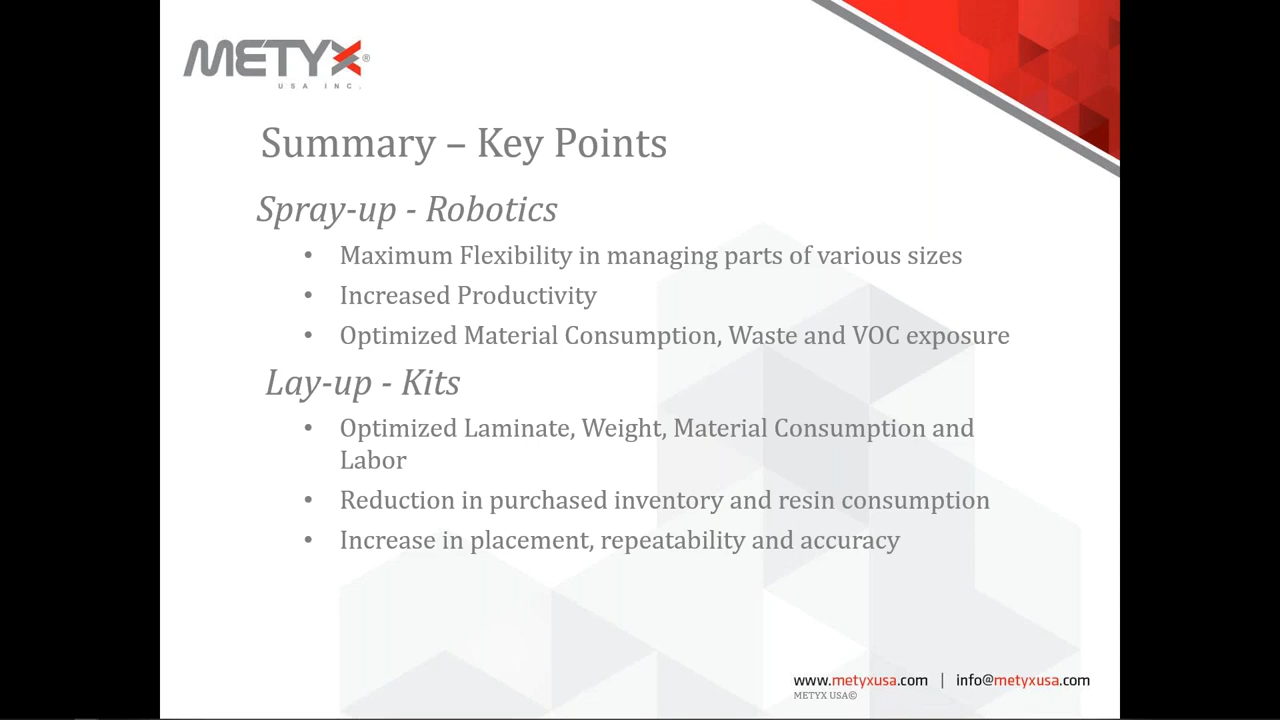 METYX®
USA INC.
Summary – Key Points
Spray-up - Robotics
• Maximum Flexibility in managing parts of various sizes
• Increased Productivity
• Optimized Material Consumption, Waste and VOC exposure
Lay-up - Kits
• Optimized Laminate, Weight, Material Consumption and
Labor
• Reduction in purchased inventory and resin consumption
• Increase in placement, repeatability and accuracy
www.metyxusa.com | info@metyxusa.com
METYX USA©